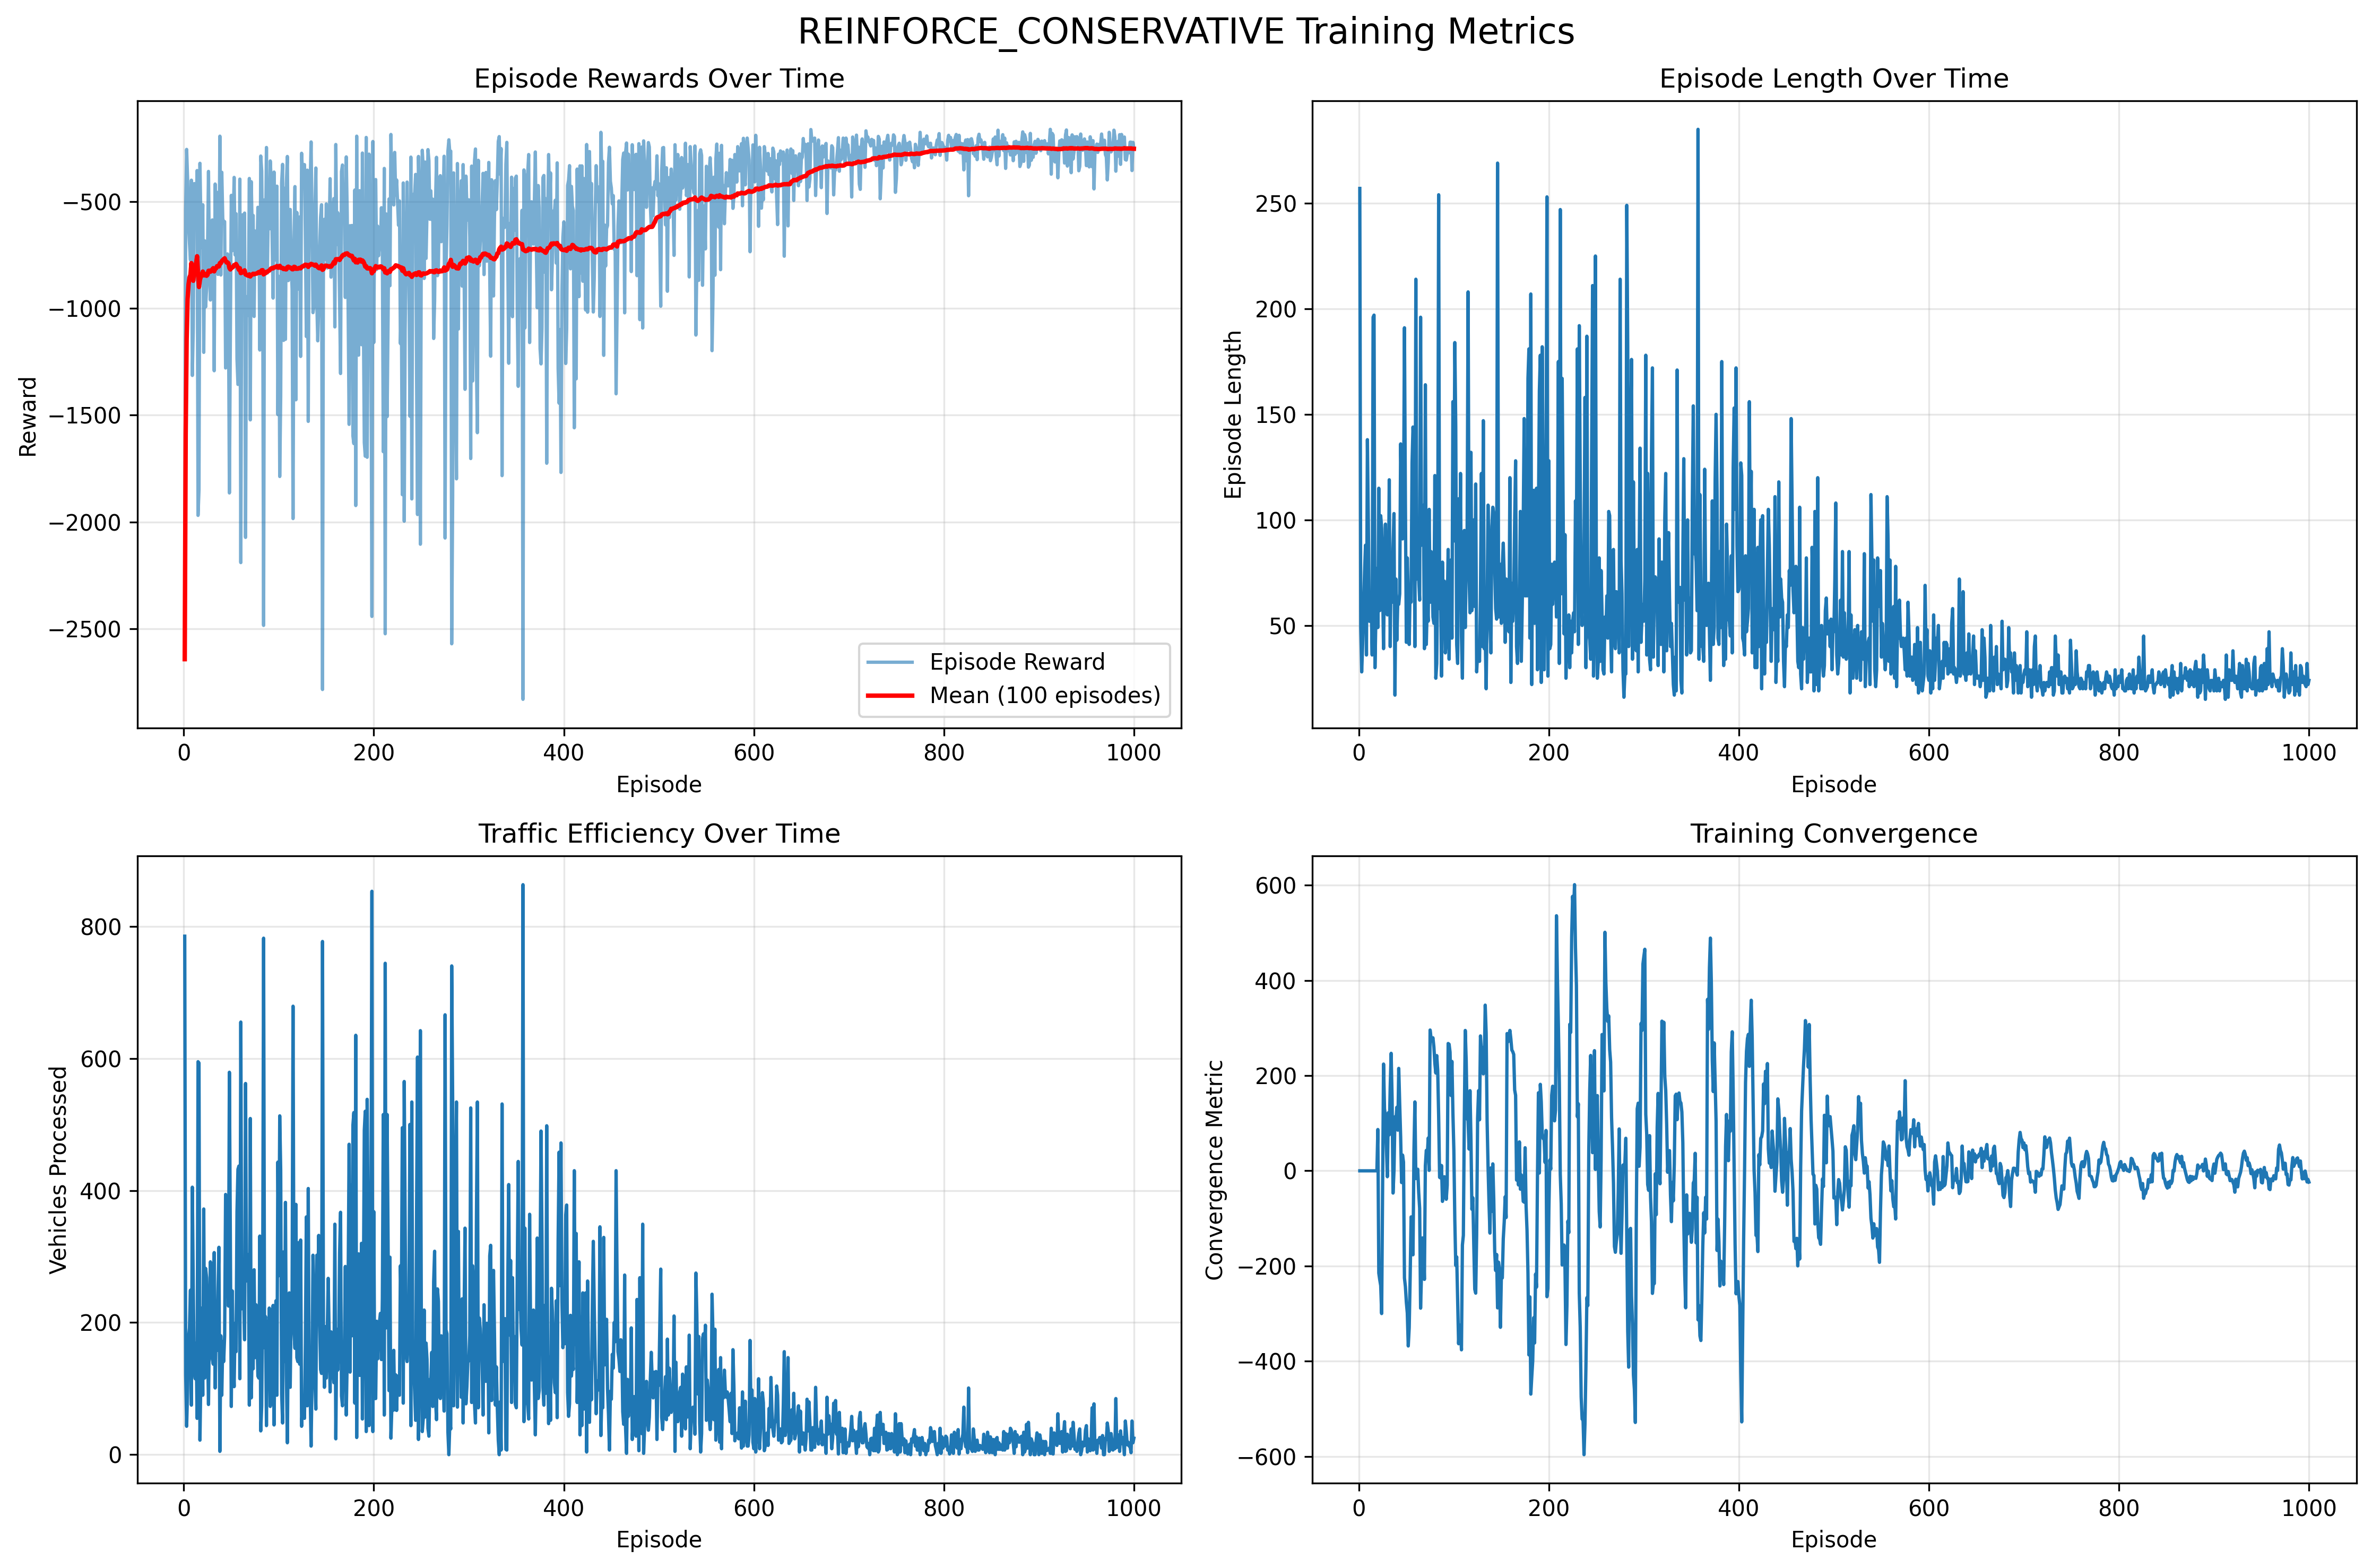 REINFORCE_CONSERVATIVE Training Metrics
Episode Rewards Over Time
Reward
−500
−1000
−1500
−2000
−2500
Episode Reward
Mean (100 episodes)
0 200 400 600 800 1000
Episode
Episode Length Over Time
Episode Length
250
200
150
100
50
0 200 400 600 800 1000
Episode
Traffic Efficiency Over Time
Vehicles Processed
800
600
400
200
0
0 200 400 600 800 1000
Episode
Training Convergence
Convergence Metric
600
400
200
0
−200
−400
−600
0 200 400 600 800 1000
Episode